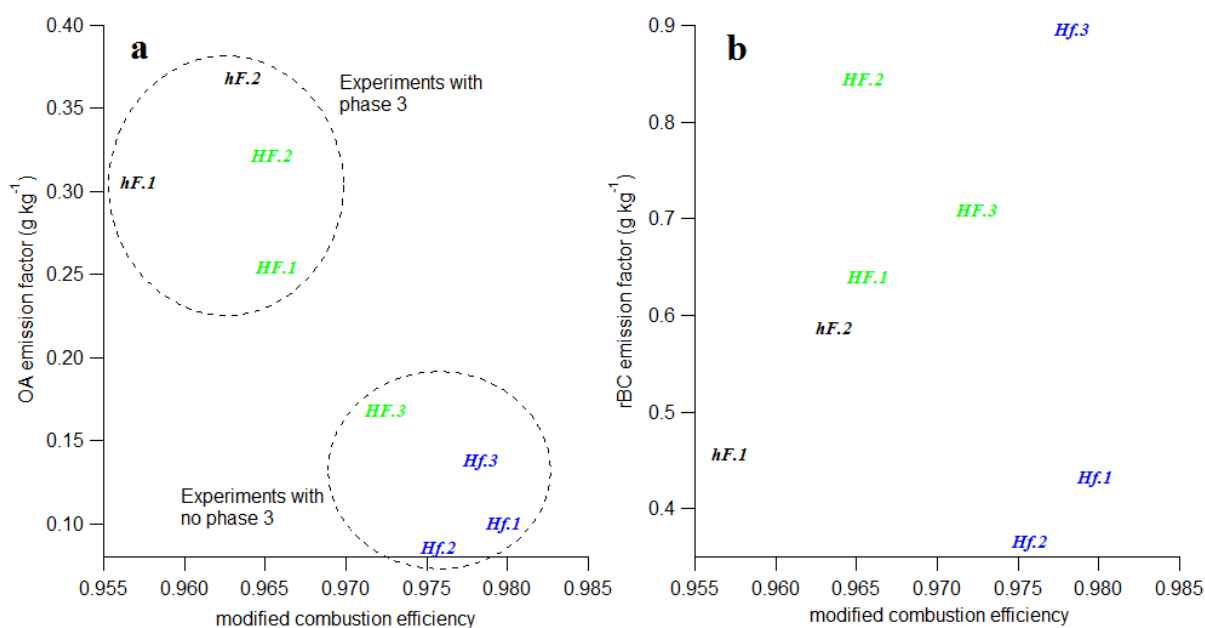 a
0.40
0.35
0.30
0.25
0.20
0.15
0.10
OA emission factor (g kg⁻¹)
hF.2
Experiments with
phase 3
HF.2
hF.1
HF.1
HF.3
Hf.3
Experiments with
no phase 3
Hf.1
Hf.2
0.955 0.960 0.965 0.970 0.975 0.980 0.985
modified combustion efficiency
b
0.9
0.8
0.7
0.6
0.5
0.4
rBC emission factor (g kg⁻¹)
Hf.3
HF.2
HF.3
HF.1
hF.2
hF.1
Hf.1
Hf.2
0.955 0.960 0.965 0.970 0.975 0.980 0.985
modified combustion efficiency